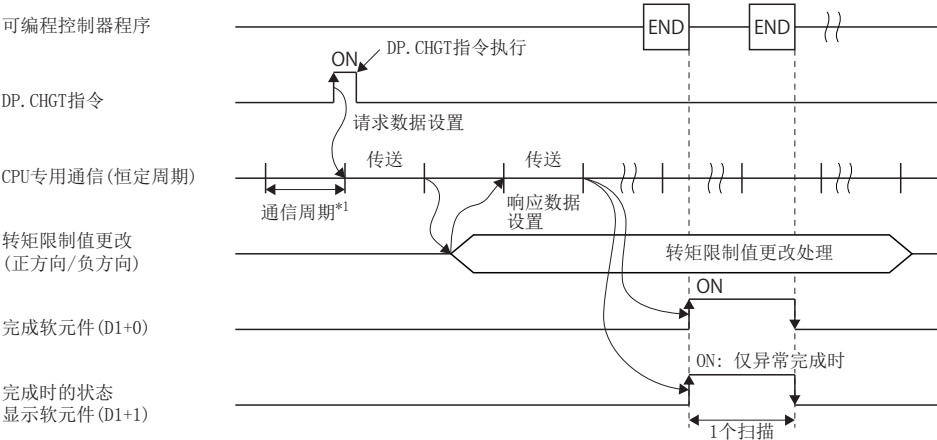 可编程控制器程序
END
END
ON
DP.CHGT指令执行
DP.CHGT指令
请求数据设置
CPU专用通信(恒定周期)
传送
传送
通信周期*1
响应数据
设置
转矩限制值更改
(正方向/负方向)
转矩限制值更改处理
ON
完成软元件(D1+0)
ON: 仅异常完成时
完成时的状态
显示软元件(D1+1)
1个扫描